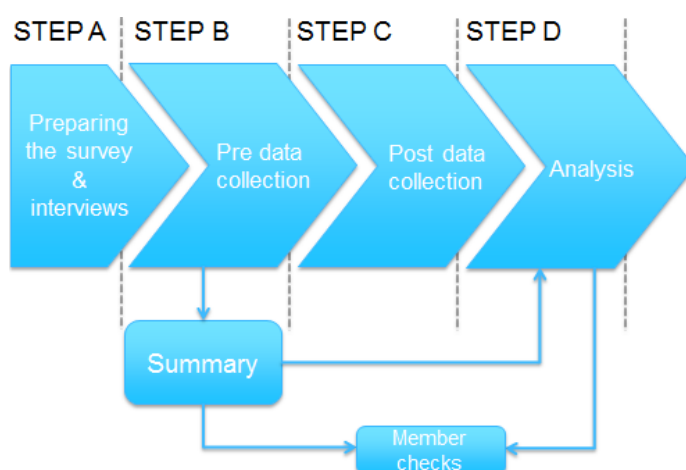 STEP A
STEP B
STEP C
STEP D
Preparing
the survey
&
interviews
Pre data
collection
Post data
collection
Analysis
Summary
Member
checks